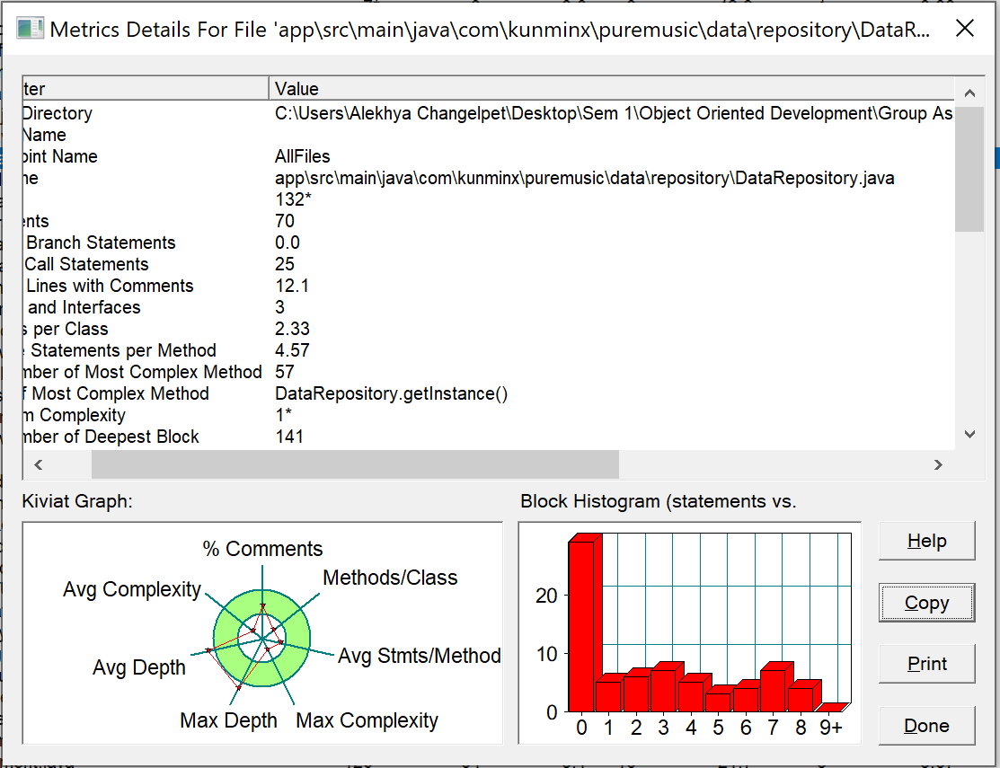 Metrics Details For File 'app\src\main\java\com\kunminx\puremusic\data\repository\DataR...
ter Value
Directory C:\Users\Alekhya Changelpet\Desktop\Sem 1\Object Oriented Development\Group As
Name
oint Name AllFiles
ne app\src\main\java\com\kunminx\puremusic\data\repository\DataRepository.java
132*
ents 70
Branch Statements 0.0
Call Statements 25
Lines with Comments 12.1
and Interfaces 3
s per Class 2.33
e Statements per Method 4.57
mber of Most Complex Method 57
f Most Complex Method DataRepository.getInstance()
m Complexity 1*
mber of Deepest Block 141
Kiviat Graph:
% Comments
Methods/Class
Avg Complexity
Avg Stmts/Method
Avg Depth
Max Depth Max Complexity
Block Histogram (statements vs.
20
10
0
0 1 2 3 4 5 6 7 8 9+
Help
Copy
Print
Done